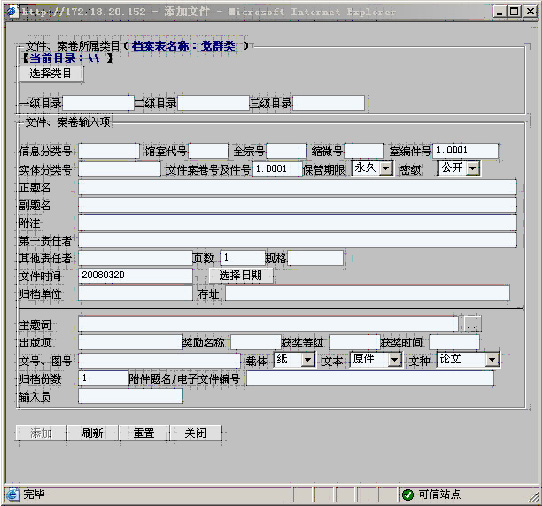 http://172.18.20.152 - 添加文件 - Microsoft Internet Explorer
文件、案卷所属类目(档案表名称：党群类 )
【当前目录：\\ 】
选择类目
一级目录 二级目录 三级目录
文件、案卷输入项
信息分类号 馆室代号 全宗号 缩微号 室编件号 1.0001
实体分类号 文件案卷号及件号 1.0001 保管期限 永久 密级 公开
正题名
副题名
附注
第一责任者
其他责任者 页数 1 规格
文件时间 20080320 选择日期
归档单位 存址
主题词 ..
出版项 奖励名称 获奖等级 获奖时间
文号、图号 载体 纸 文本 原件 文种 论文
归档份数 1 附件题名/电子文件编号
输入员
添加 刷新 重置 关闭
完毕 可信站点